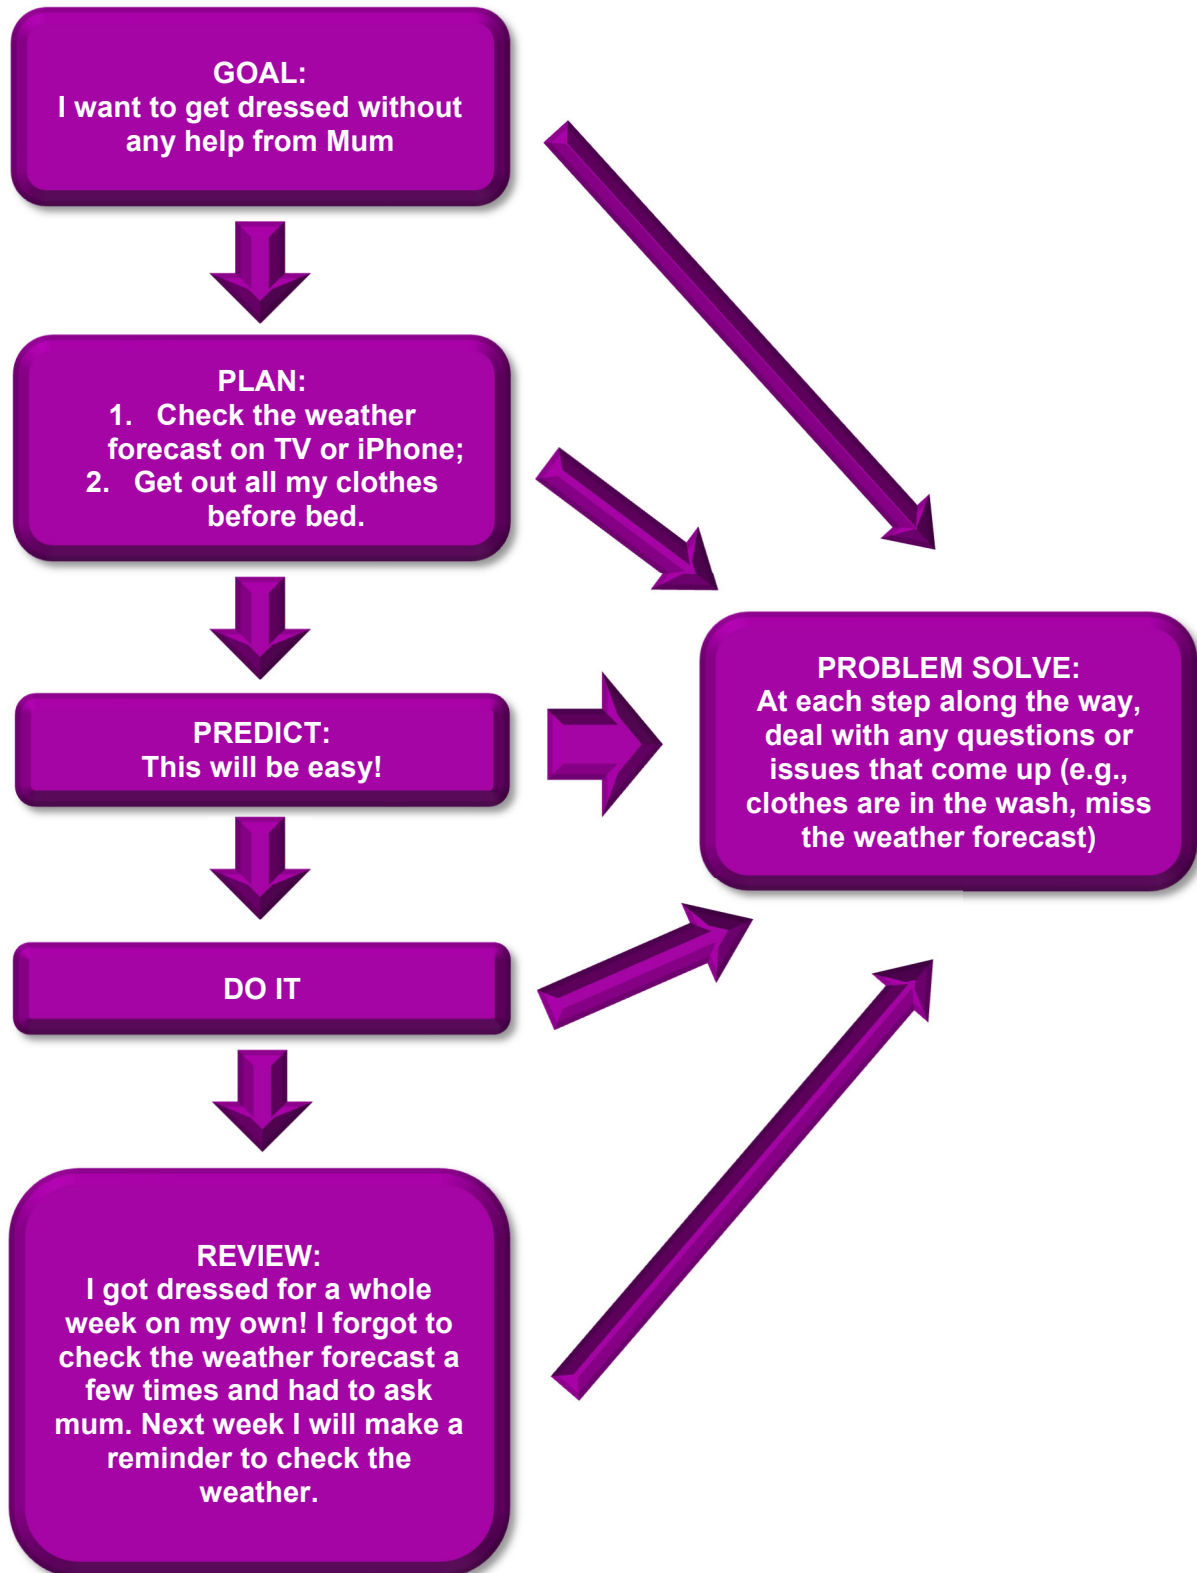 GOAL:
I want to get dressed without
any help from Mum
PLAN:
1. Check the weather
forecast on TV or iPhone;
2. Get out all my clothes
before bed.
PREDICT:
This will be easy!
PROBLEM SOLVE:
At each step along the way,
deal with any questions or
issues that come up (e.g.,
clothes are in the wash, miss
the weather forecast)
DO IT
REVIEW:
I got dressed for a whole
week on my own! I forgot to
check the weather forecast a
few times and had to ask
mum. Next week I will make a
reminder to check the
weather.